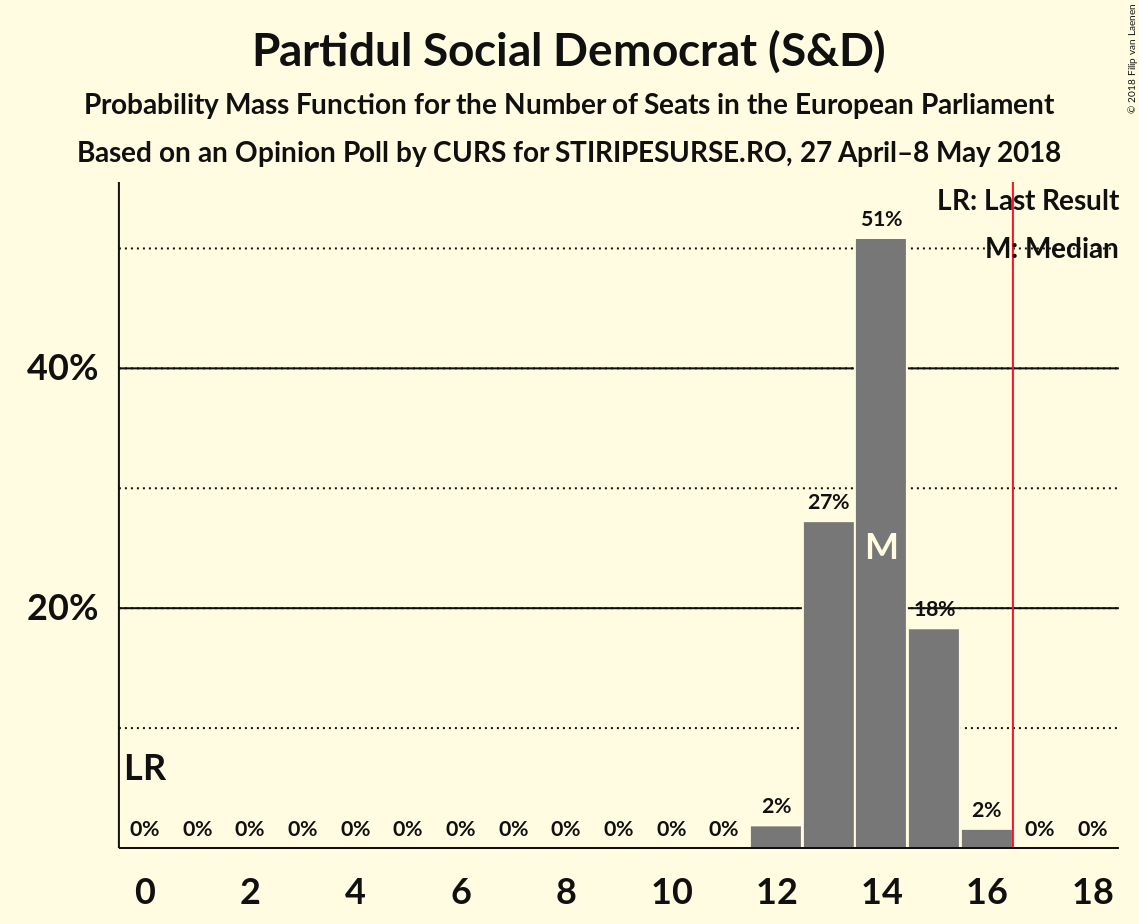 Partidul Social Democrat (S&D)
Probability Mass Function for the Number of Seats in the European Parliament
Based on an Opinion Poll by CURS for STIRIPESURSE.RO, 27 April–8 May 2018
© 2018 Filip van Laenen
LR: Last Result
M: Median
51%
40%
27%
M
20%
18%
LR
0% 0% 0% 0% 0% 0% 0% 0% 0% 0% 0% 0% 2% 2% 0% 0%
0 2 4 6 8 10 12 14 16 18